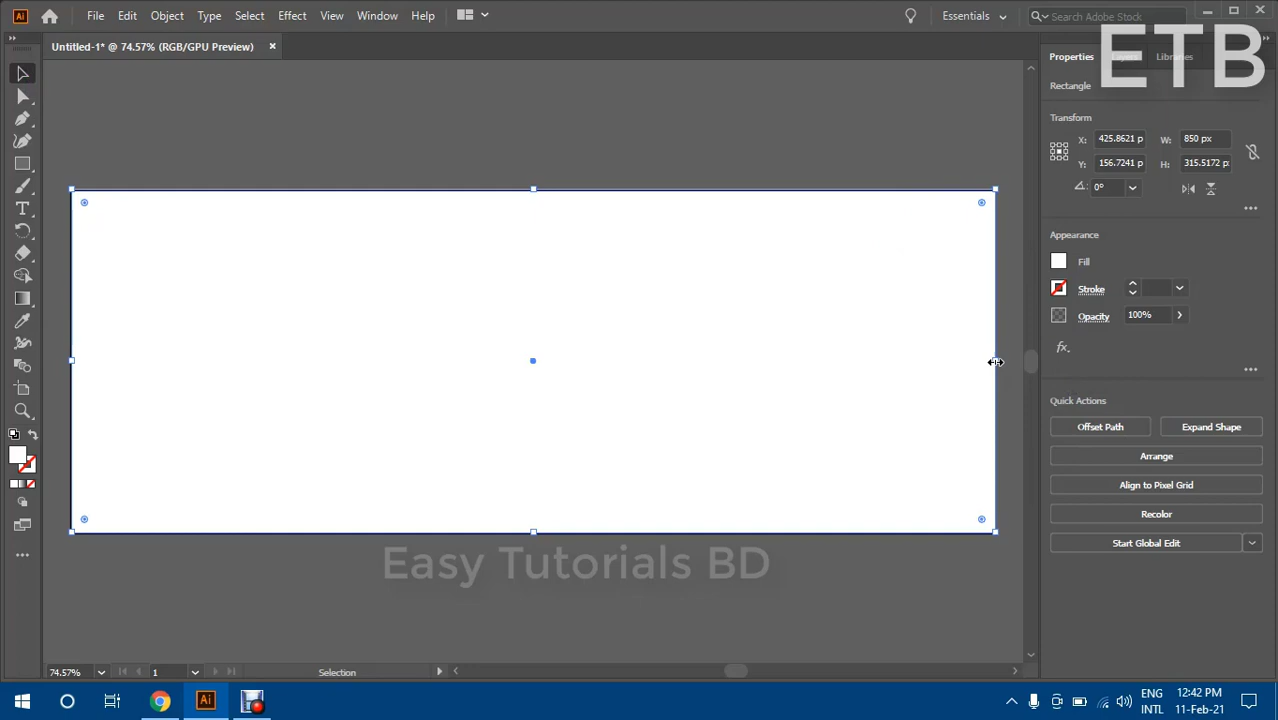 File Edit Object Type Select Effect View Window Help Essentials Search Adobe Stock
Untitled-1* @ 74.57% (RGB/GPU Preview)
ETB
Properties Layers Libraries
Rectangle
Transform
X: 425.8621 p W: 850 px
Y: 156.7241 p H: 315.5172 p
0°
Appearance
Fill
Stroke
Opacity 100%
fx.
Quick Actions
Offset Path Expand Shape
Arrange
Align to Pixel Grid
Recolor
Start Global Edit
Easy Tutorials BD
74.57% 1 Selection
Ai
ENG 12:42 PM
INTL 11-Feb-21